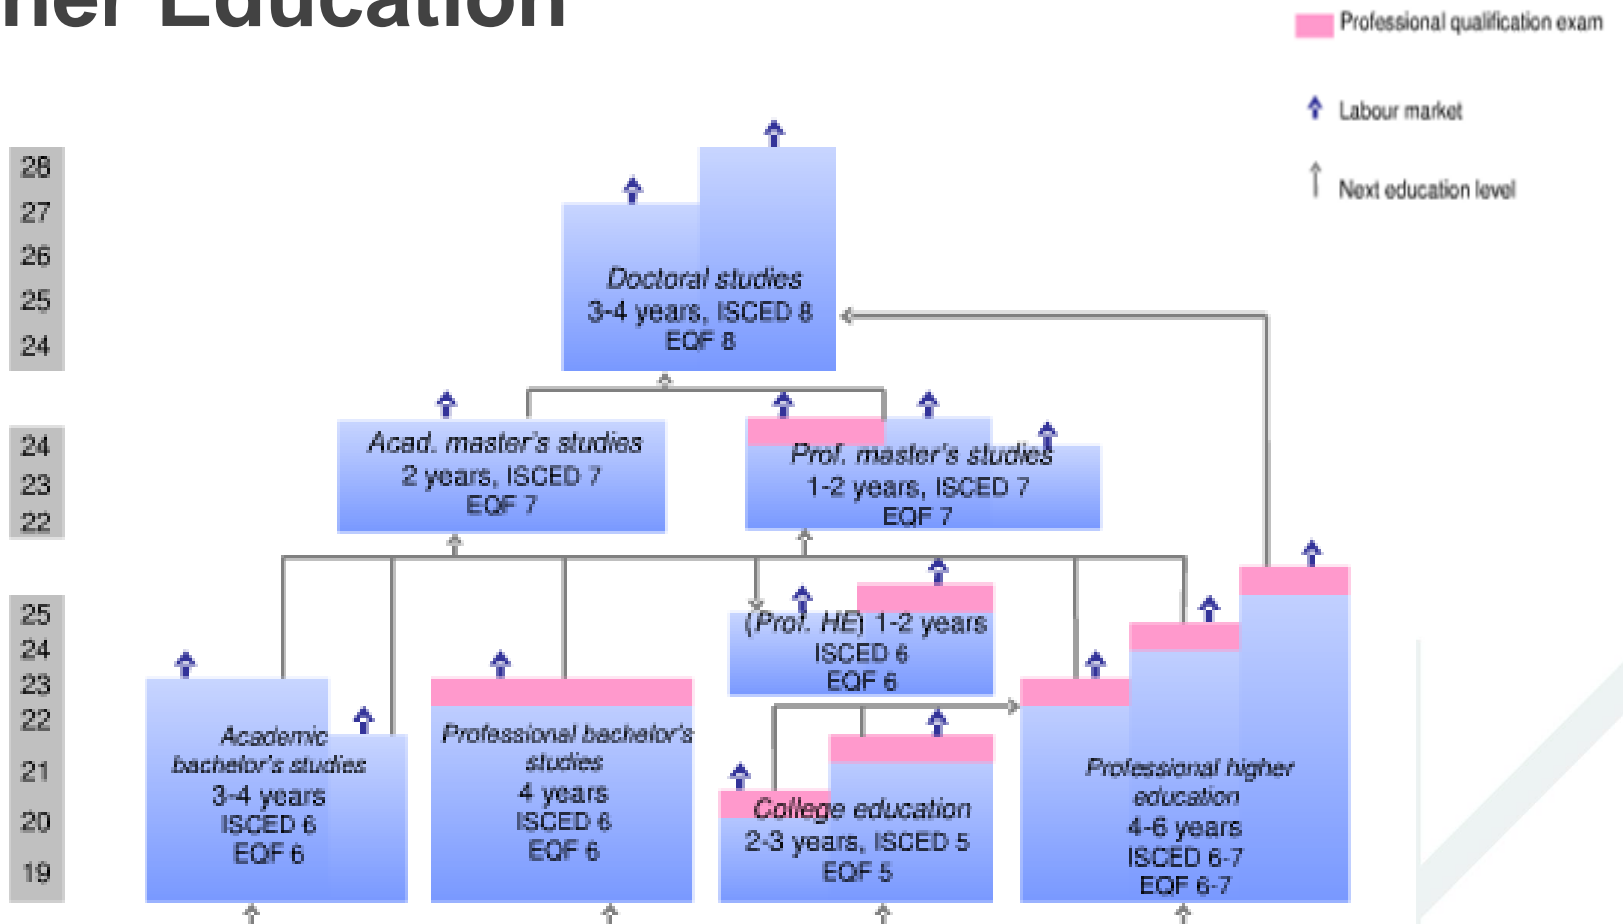 her Education
Professional qualification exam
Labour market
Next education level
28
27
26
25
24
Doctoral studies
3-4 years, ISCED 8
EQF 8
24
23
22
Acad. master's studies
2 years, ISCED 7
EQF 7
Prof. master's studies
1-2 years, ISCED 7
EQF 7
25
24
23
22
21
20
19
(Prof. HE) 1-2 years
ISCED 6
EQF 6
Academic
bachelor's studies
3-4 years
ISCED 6
EQF 6
Professional bachelor's
studies
4 years
ISCED 6
EQF 6
College education
2-3 years, ISCED 5
EQF 5
Professional higher
education
4-6 years
ISCED 6-7
EQF 6-7